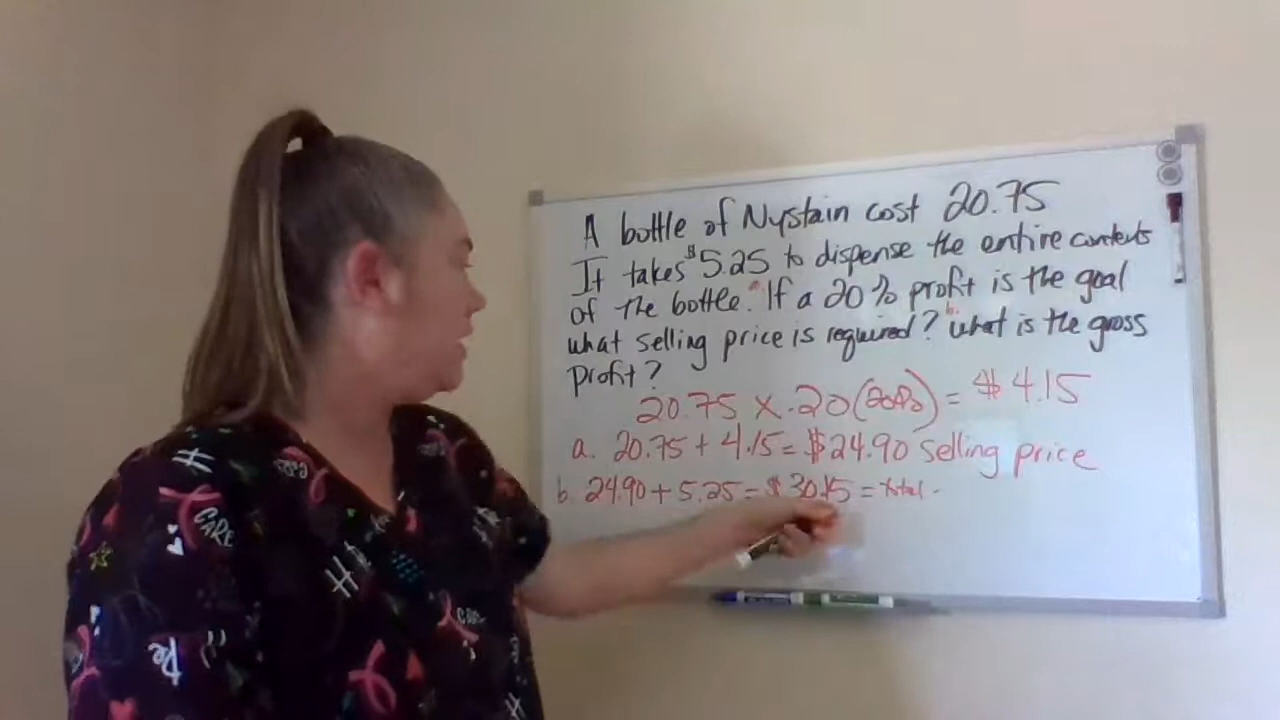 A bottle of Nystain cost 20.75
It takes $5.25 to dispense the entire contents
of the bottle. a. If a 20% profit is the goal
what selling price is required? b. what is the gross
profit?
20.75 x .20 (20%) = $4.15
a. 20.75 + 4.15 = $24.90 selling price
b. 24.90 + 5.25 = $30.15 = total
CARE